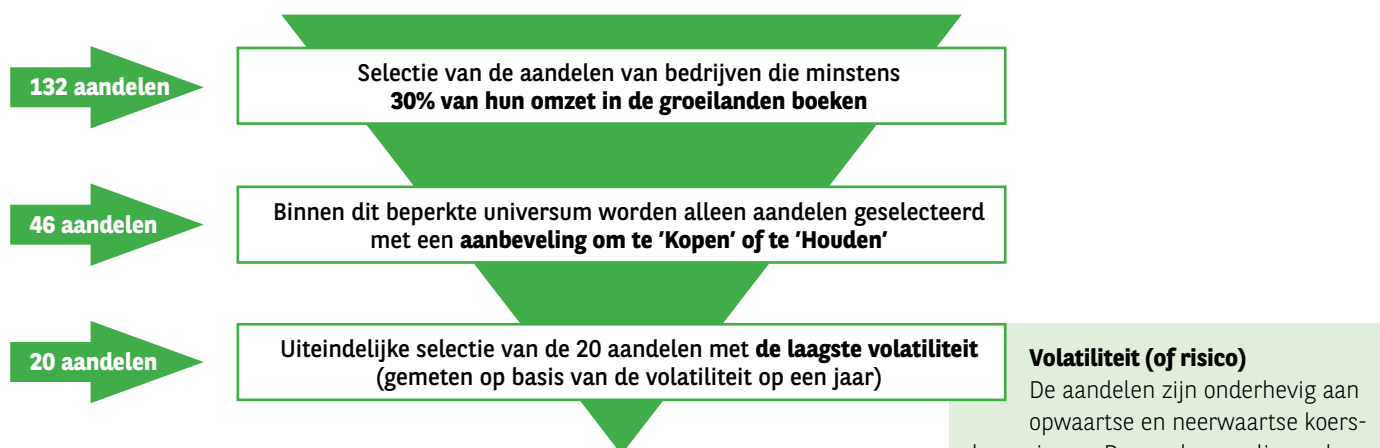 132 aandelen
Selectie van de aandelen van bedrijven die minstens
30% van hun omzet in de groeilanden boeken
46 aandelen
Binnen dit beperkte universum worden alleen aandelen geselecteerd
met een aanbeveling om te 'Kopen' of te 'Houden'
20 aandelen
Uiteindelijke selectie van de 20 aandelen met de laagste volatiliteit
(gemeten op basis van de volatiliteit op een jaar)
Volatiliteit (of risico)
De aandelen zijn onderhevig aan
opwaartse en neerwaartse koers-